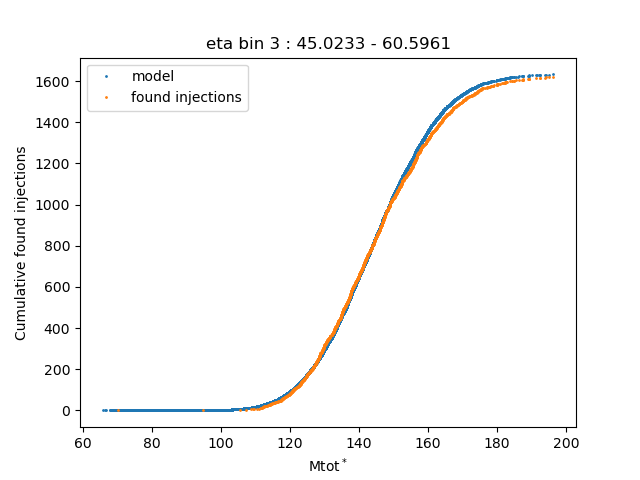 eta bin 3 : 45.0233 - 60.5961
model
found injections
Cumulative found injections
1600
1400
1200
1000
800
600
400
200
0
60 80 100 120 140 160 180 200
Mtot*